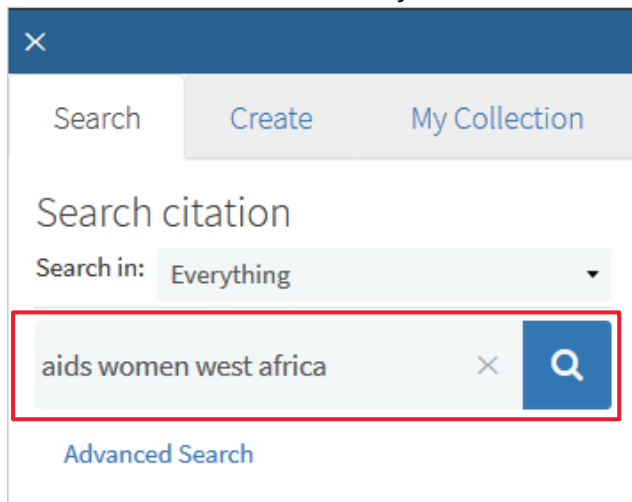 Search Create My Collection
Search citation
Search in: Everything
aids women west africa
Advanced Search